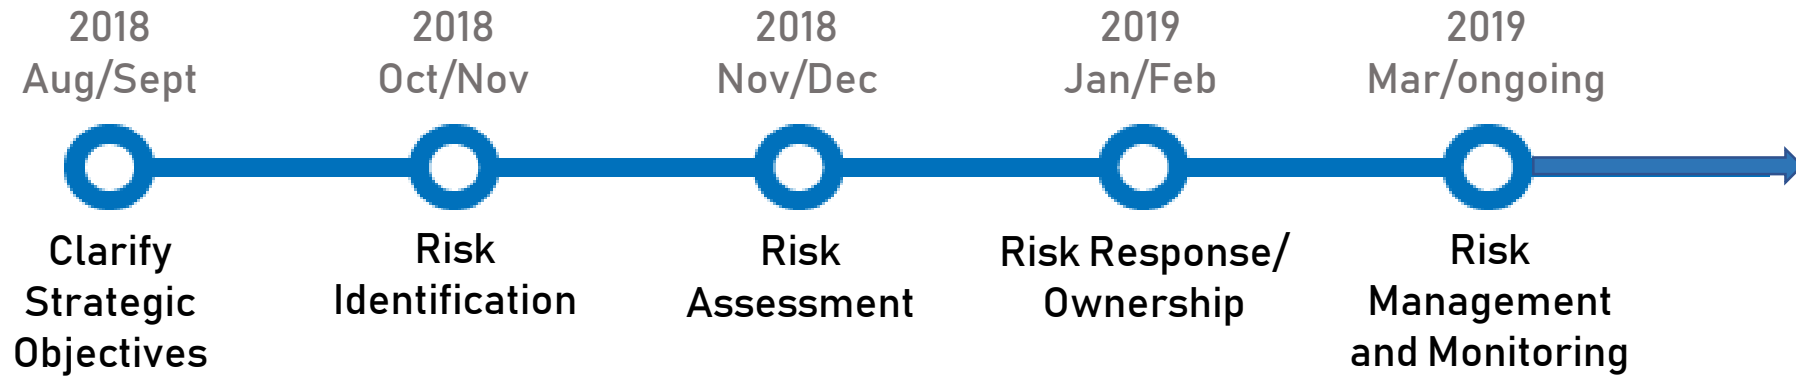 2018
Aug/Sept
2018
Oct/Nov
2018
Nov/Dec
2019
Jan/Feb
2019
Mar/ongoing
Clarify
Strategic
Objectives
Risk
Identification
Risk
Assessment
Risk Response/
Ownership
Risk
Management
and Monitoring